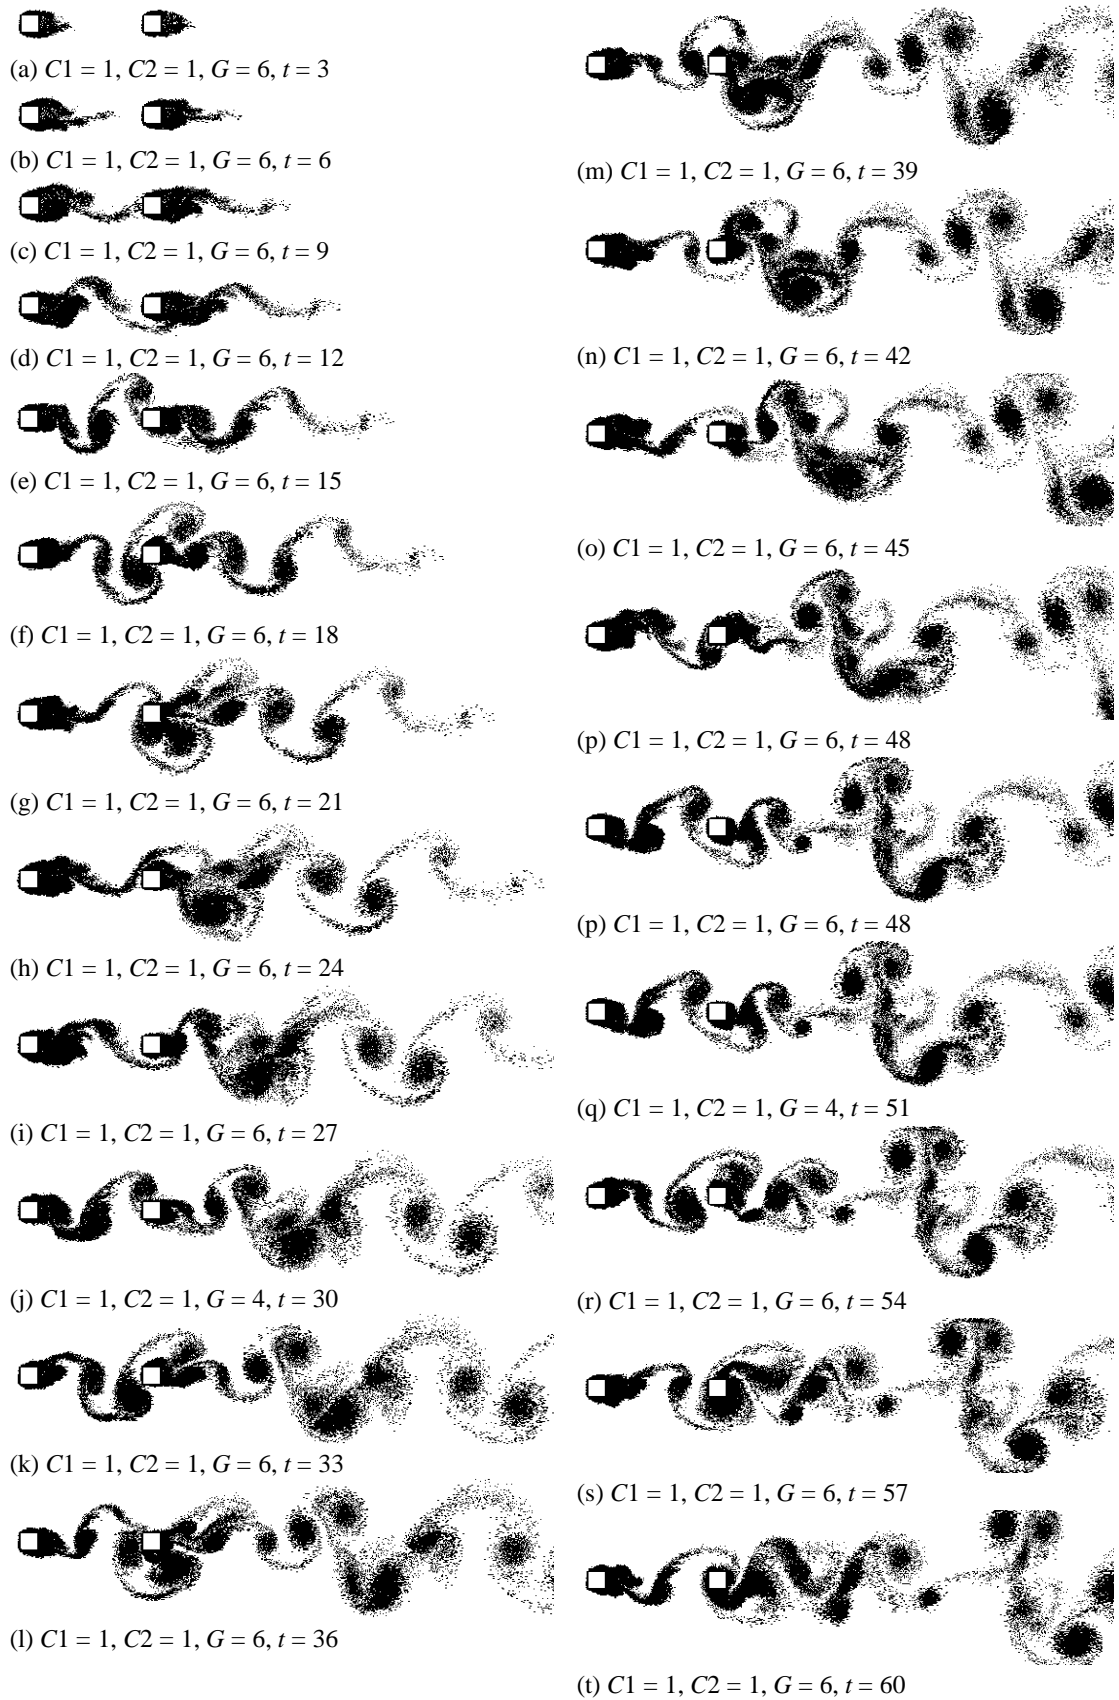 (a) C1 = 1, C2 = 1, G = 6, t = 3
(b) C1 = 1, C2 = 1, G = 6, t = 6
(c) C1 = 1, C2 = 1, G = 6, t = 9
(d) C1 = 1, C2 = 1, G = 6, t = 12
(e) C1 = 1, C2 = 1, G = 6, t = 15
(f) C1 = 1, C2 = 1, G = 6, t = 18
(g) C1 = 1, C2 = 1, G = 6, t = 21
(h) C1 = 1, C2 = 1, G = 6, t = 24
(i) C1 = 1, C2 = 1, G = 6, t = 27
(j) C1 = 1, C2 = 1, G = 4, t = 30
(k) C1 = 1, C2 = 1, G = 6, t = 33
(l) C1 = 1, C2 = 1, G = 6, t = 36
(m) C1 = 1, C2 = 1, G = 6, t = 39
(n) C1 = 1, C2 = 1, G = 6, t = 42
(o) C1 = 1, C2 = 1, G = 6, t = 45
(p) C1 = 1, C2 = 1, G = 6, t = 48
(p) C1 = 1, C2 = 1, G = 6, t = 48
(q) C1 = 1, C2 = 1, G = 4, t = 51
(r) C1 = 1, C2 = 1, G = 6, t = 54
(s) C1 = 1, C2 = 1, G = 6, t = 57
(t) C1 = 1, C2 = 1, G = 6, t = 60